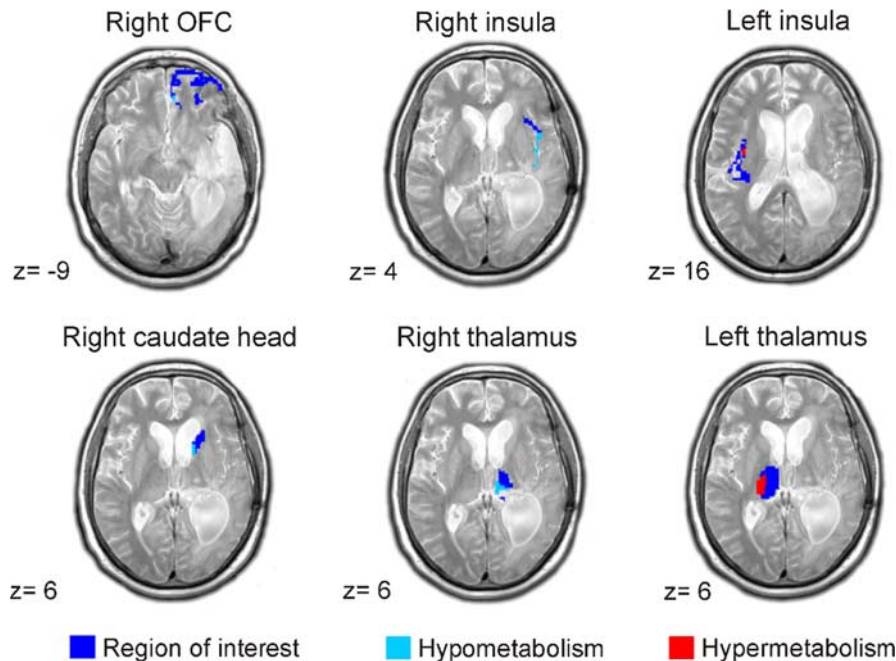 Right OFC
Right insula
Left insula
z= -9
z= 4
z= 16
Right caudate head
Right thalamus
Left thalamus
z= 6
z= 6
z= 6
Region of interest
Hypometabolism
Hypermetabolism